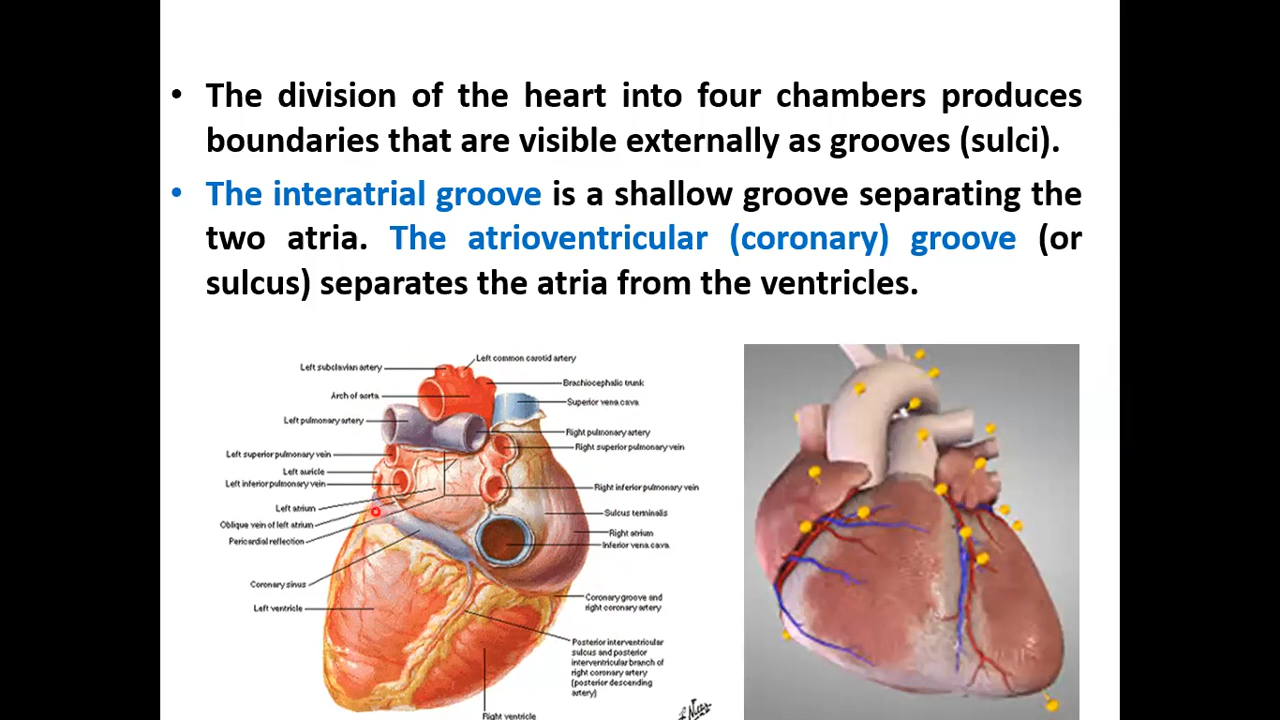 • The division of the heart into four chambers produces
boundaries that are visible externally as grooves (sulci).
• The interatrial groove is a shallow groove separating the
two atria. The atrioventricular (coronary) groove (or
sulcus) separates the atria from the ventricles.
Left common carotid artery
Left subclavian artery
Brachiocephalic trunk
Arch of aorta
Superior vena cava
Left pulmonary artery
Right pulmonary artery
Right superior pulmonary vein
Left superior pulmonary vein
Left auricle
Left inferior pulmonary vein
Right inferior pulmonary vein
Left atrium
Sulcus terminalis
Oblique vein of left atrium
Right atrium
Pericardial reflection
Inferior vena cava
Coronary sinus
Coronary groove and
right coronary artery
Left ventricle
Posterior interventricular
sulcus and posterior
interventricular branch of
right coronary artery
(posterior descending
artery)
Right ventricle